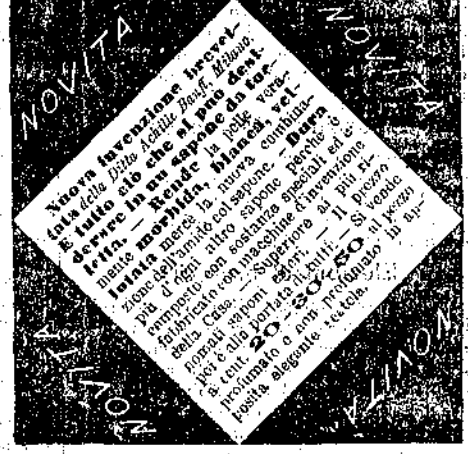 NOVITÀ
NOVITÀ
Nuova invenzione brevet-
tata della Ditta Achille Banfi, Milano.
È tutto ciò che si può desi-
derare in un sapone da toe-
letta. — Rende la pelle vera-
mente morbida, bianca, vel-
lutata mercè la nuova combina-
zione dell'amido col sapone. — Dura
più d'ogni altro sapone perchè è
composto con sostanze speciali ed è
fabbricato con macchine d'invenzione
della Casa. — Superiore ai più ri-
nomati saponi esteri. — Il prezzo
poi è alla portata di tutti. — Si vende
a cent. 20-30-50 al pezzo
profumato e non profumato in ap-
posita elegante scatola.
NOVITÀ
NOVITÀ